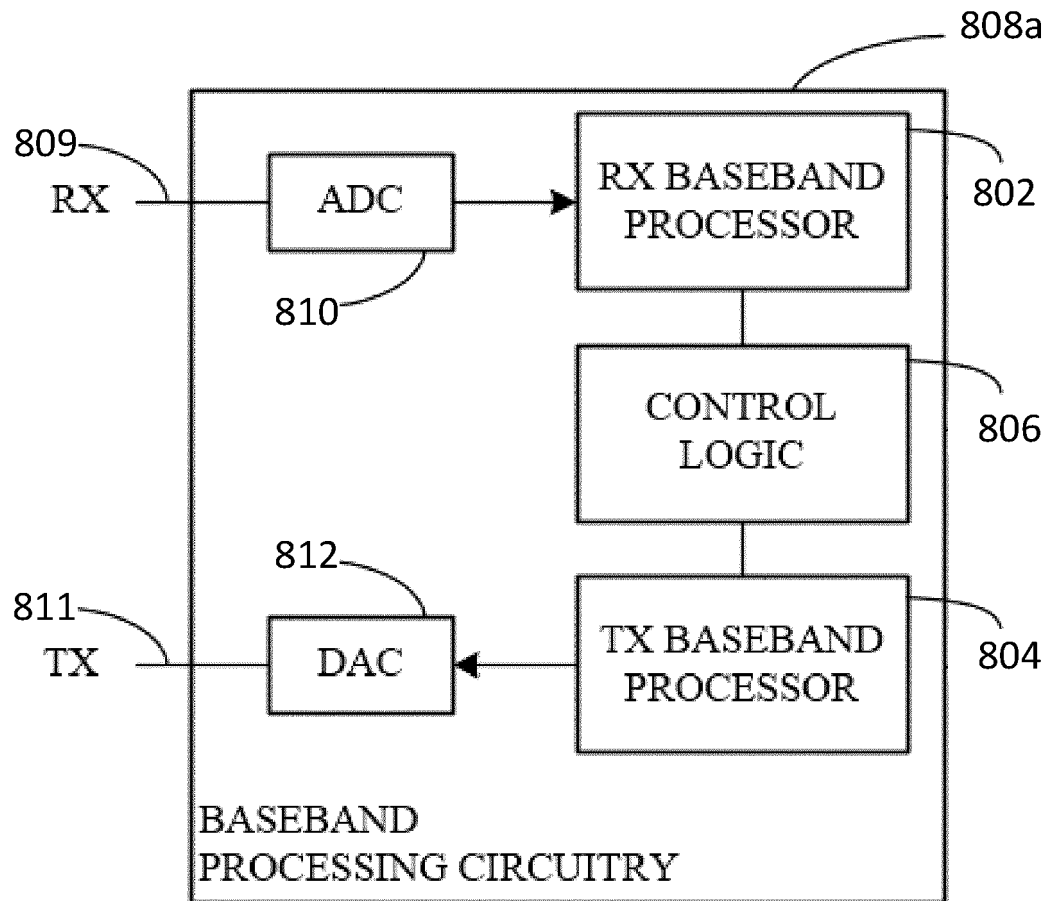 808a
809
RX
ADC
810
RX BASEBAND
PROCESSOR
802
CONTROL
LOGIC
806
812
811
TX
DAC
TX BASEBAND
PROCESSOR
804
BASEBAND
PROCESSING CIRCUITRY